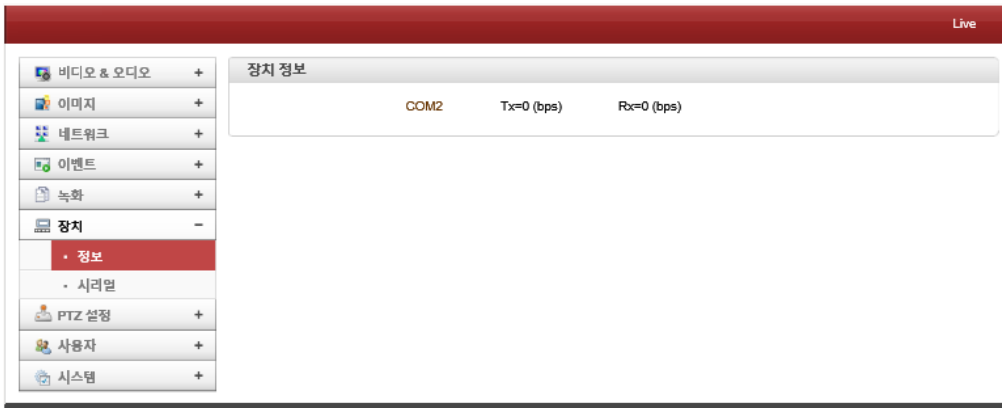 Live
비디오 & 오디오 +
이미지 +
네트워크 +
이벤트 +
녹화 +
장치 -
· 정보
· 시리얼
PTZ 설정 +
사용자 +
시스템 +
장치 정보
COM2 Tx=0 (bps) Rx=0 (bps)